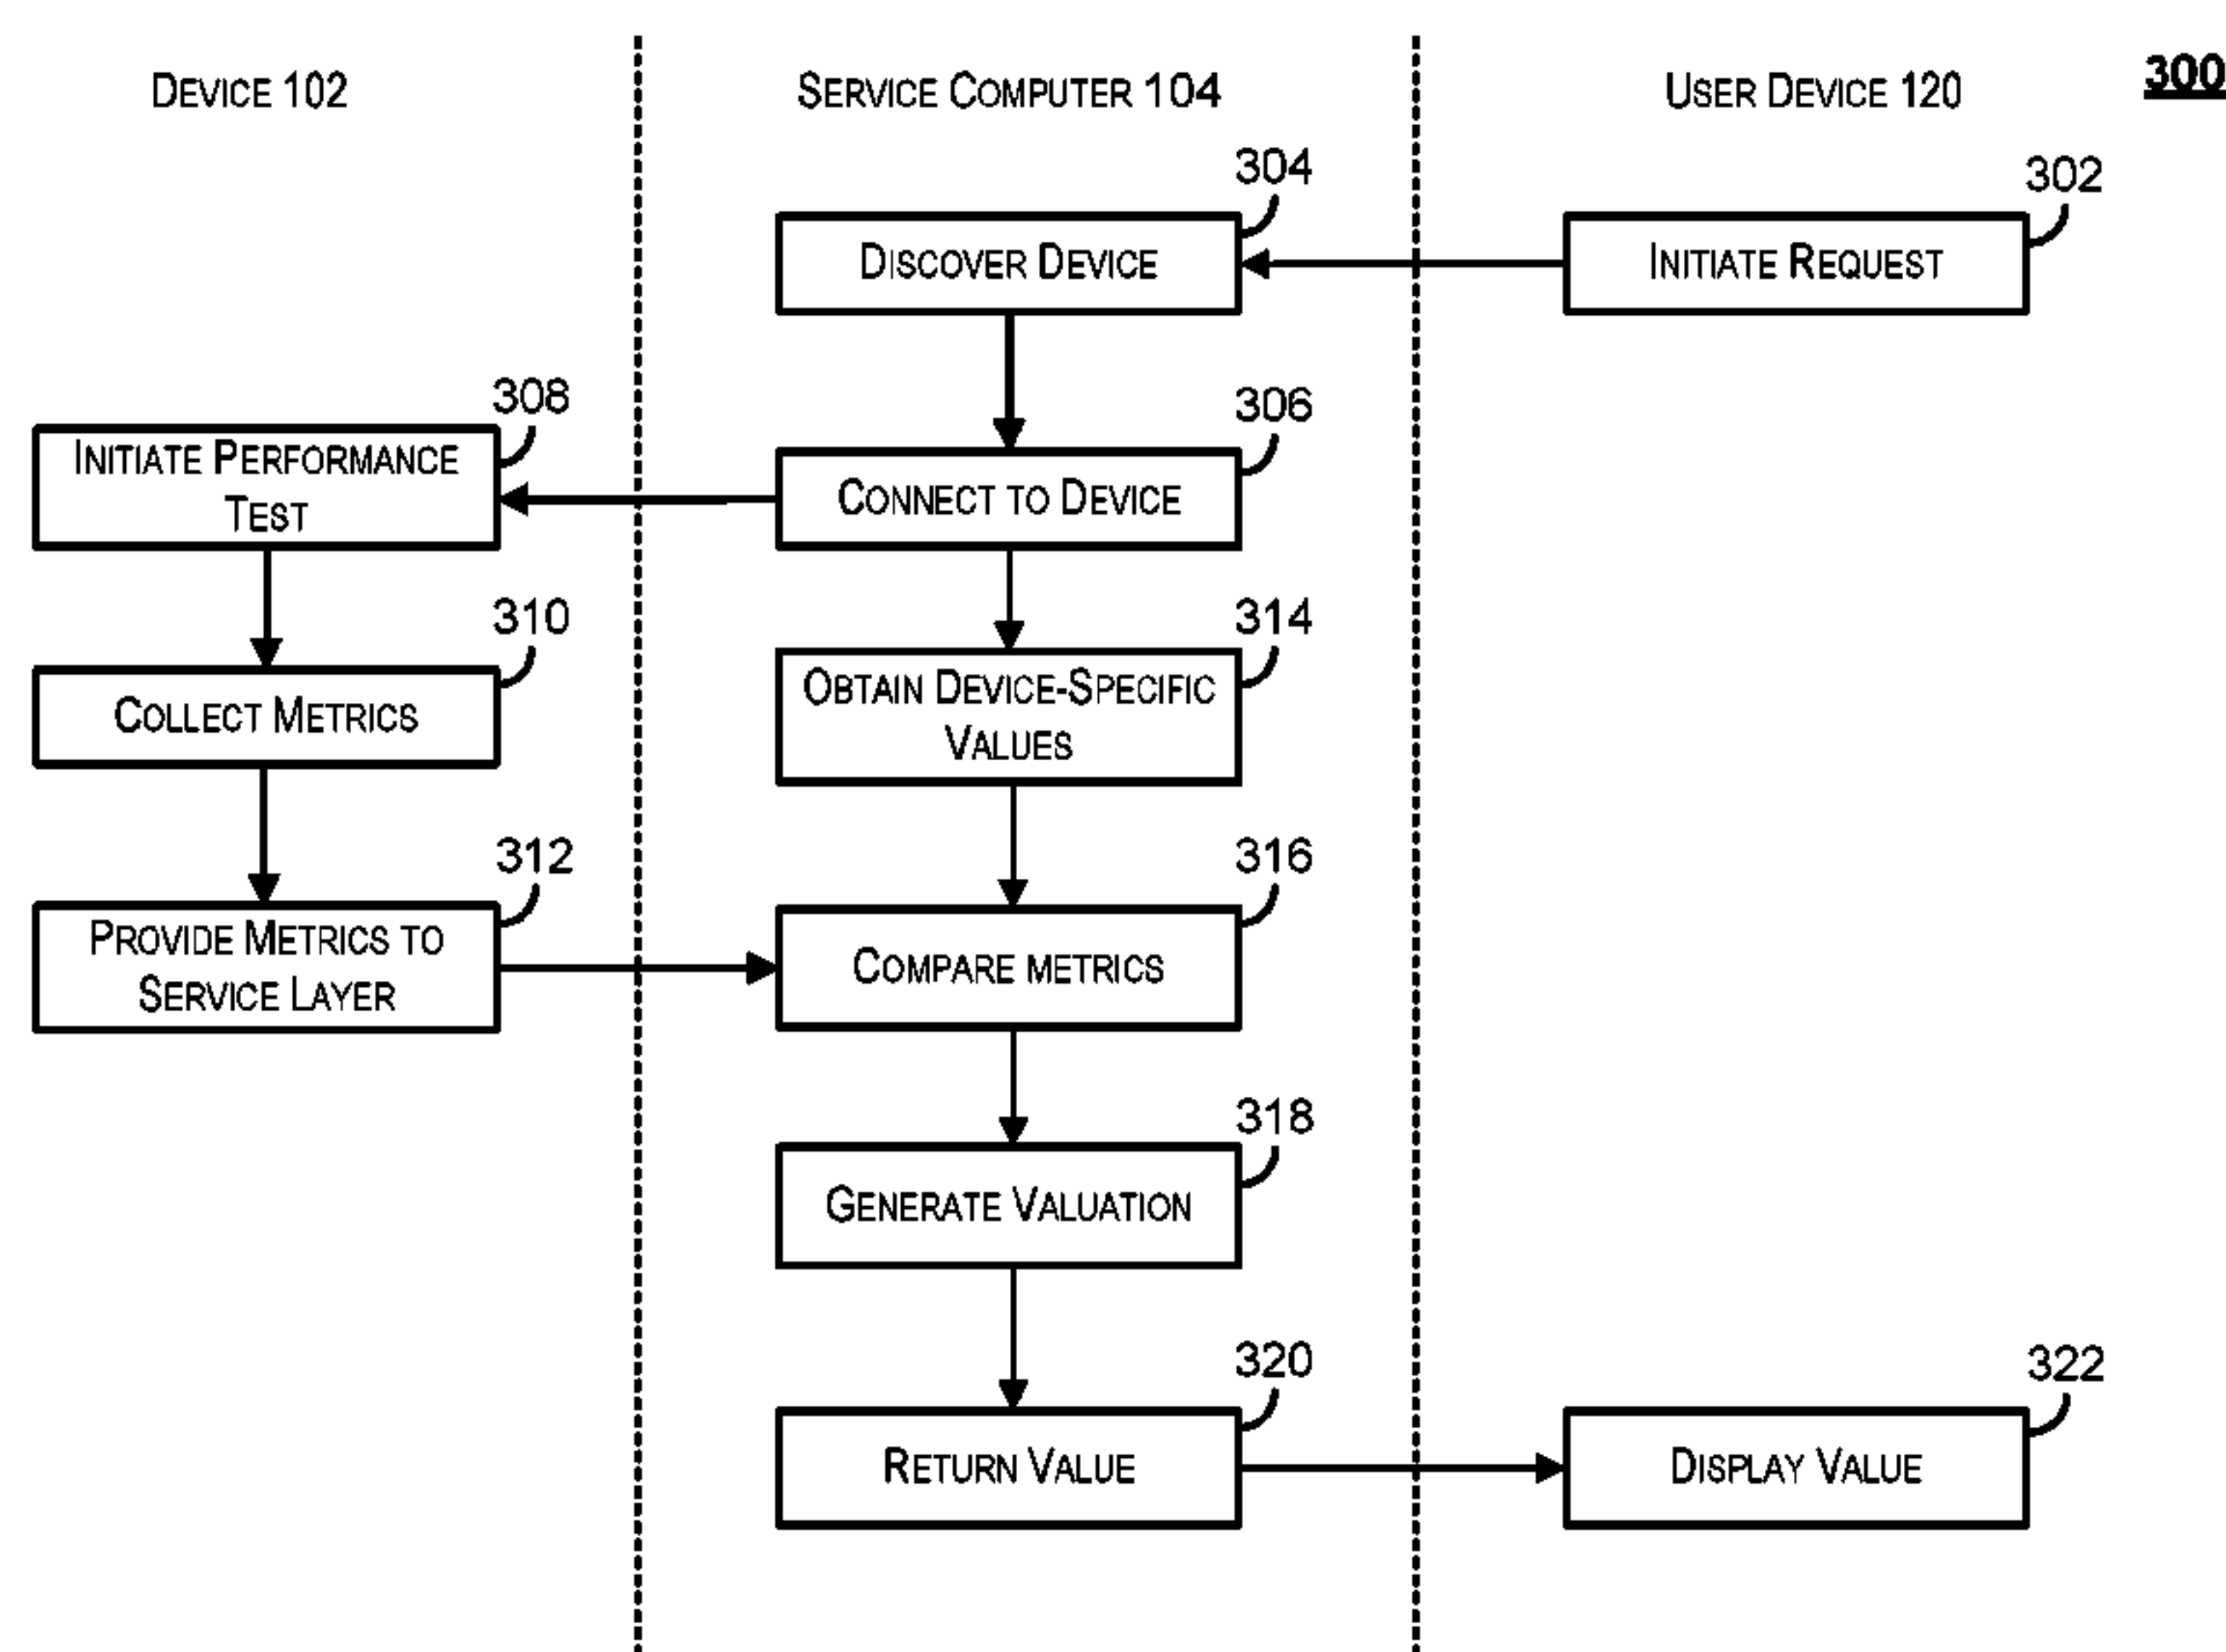 DEVICE 102
SERVICE COMPUTER 104
USER DEVICE 120
300
304
302
DISCOVER DEVICE
INITIATE REQUEST
308
306
INITIATE PERFORMANCE
TEST
CONNECT TO DEVICE
310
314
COLLECT METRICS
OBTAIN DEVICE-SPECIFIC
VALUES
312
316
PROVIDE METRICS TO
SERVICE LAYER
COMPARE METRICS
318
GENERATE VALUATION
320
322
RETURN VALUE
DISPLAY VALUE